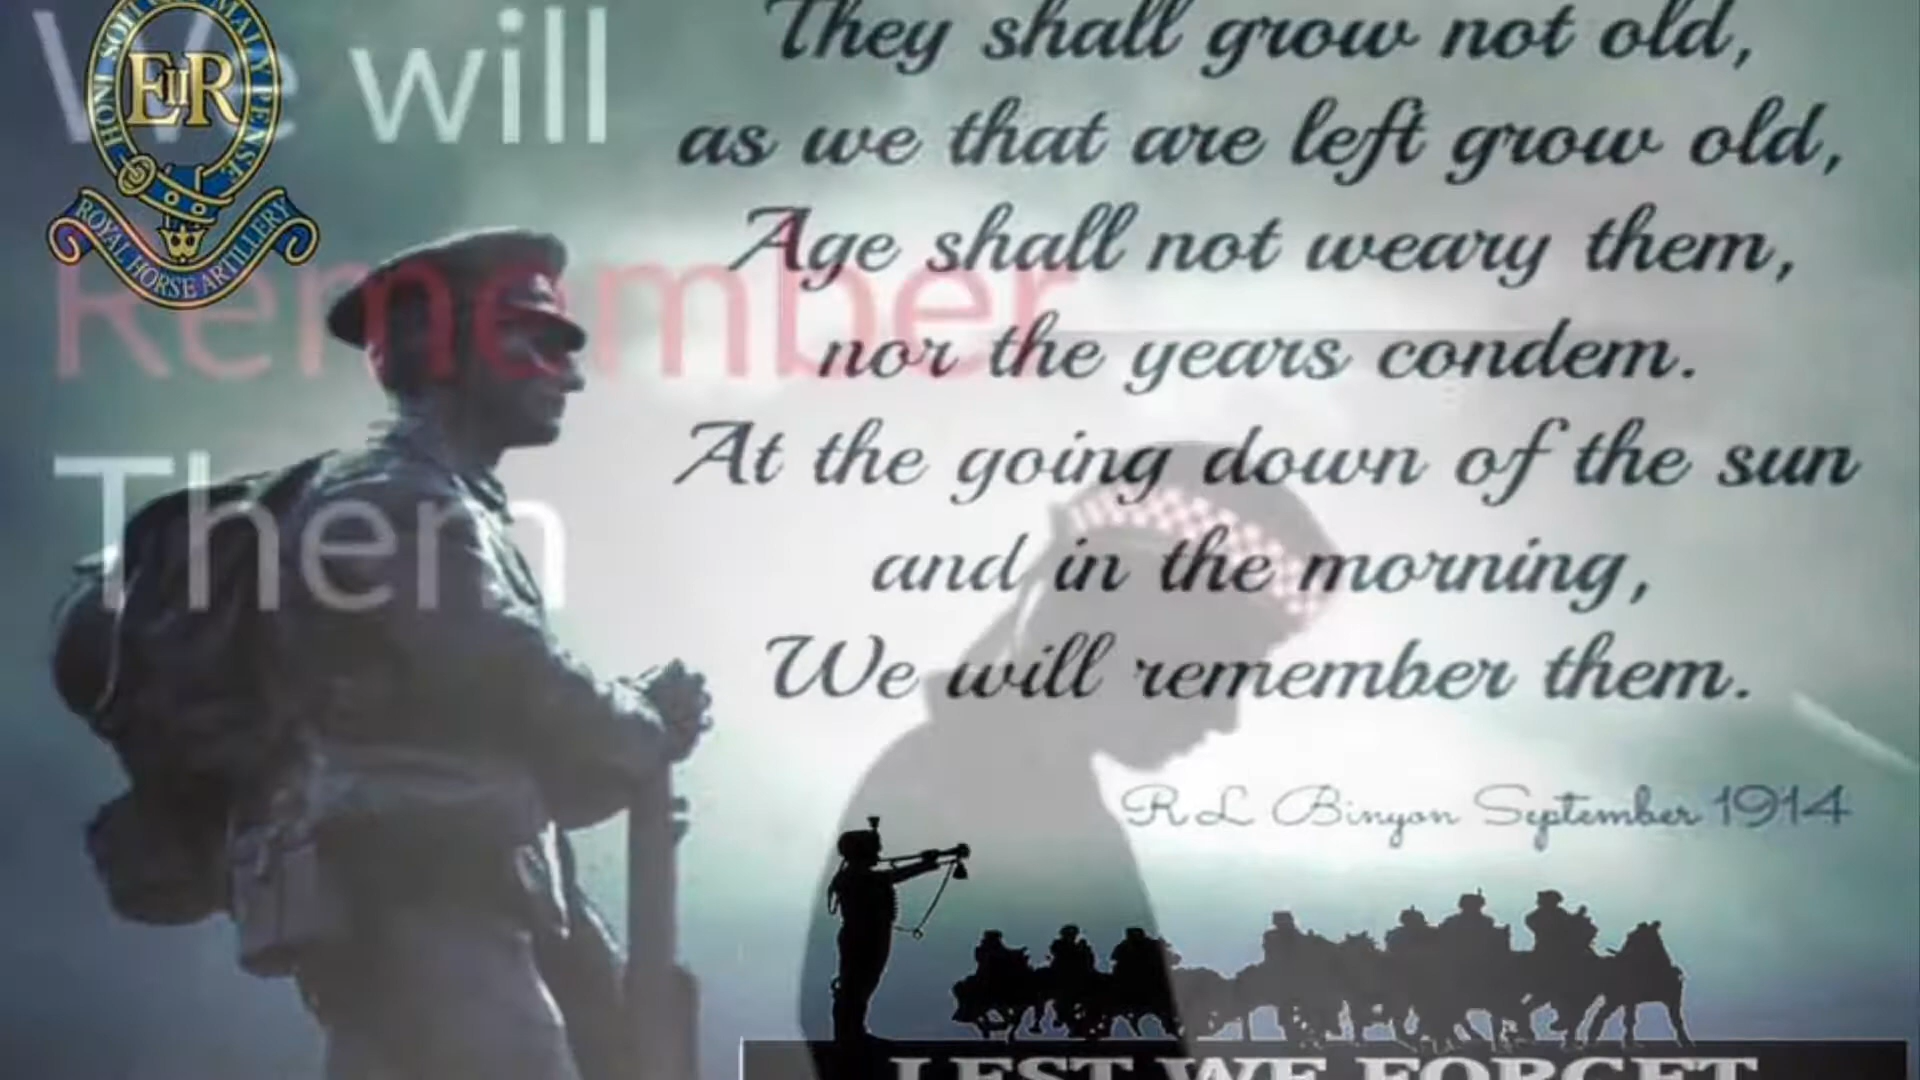 HONI SOIT QUI MAL Y PENSE
EIIR
ROYAL HORSE ARTILLERY
We will
Remember
Them
They shall grow not old,
as we that are left grow old,
Age shall not weary them,
nor the years condem.
At the going down of the sun
and in the morning,
We will remember them.
R L Binyon September 1914
LEST WE FORGET